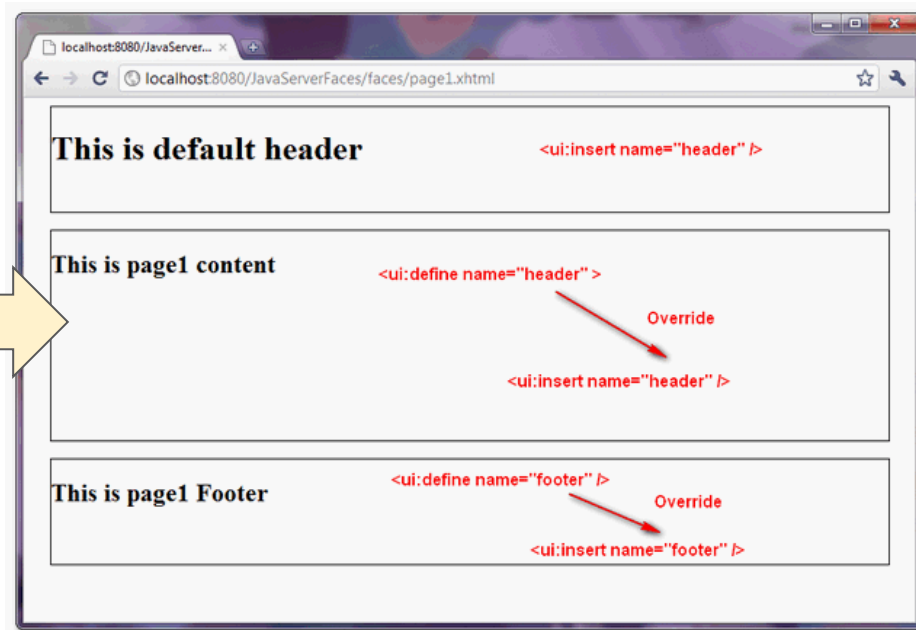 localhost:8080/JavaServer...
localhost:8080/JavaServerFaces/faces/page1.xhtml
This is default header
<ui:insert name="header" />
This is page1 content
<ui:define name="header" >
Override
<ui:insert name="header" />
This is page1 Footer
<ui:define name="footer" />
Override
<ui:insert name="footer" />